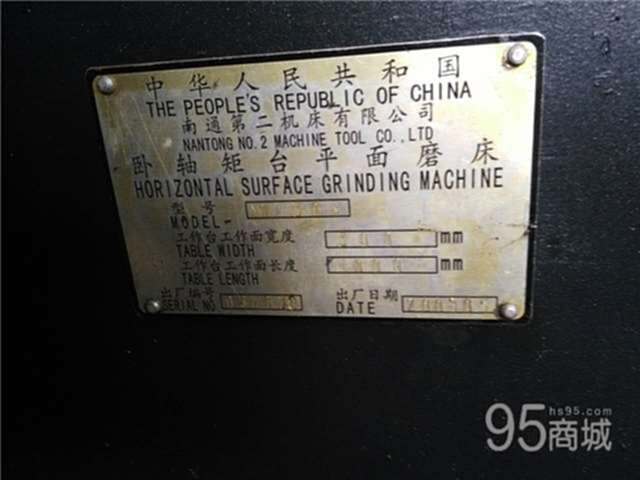 中华人民共和国
THE PEOPLE'S REPUBLIC OF CHINA
南通第二机床有限公司
NANTONG NO.2 MACHINE TOOL CO.,LTD
卧轴矩台平面磨床
HORIZONTAL SURFACE GRINDING MACHINE
型号
MODEL-
工作台工作面宽度 mm
TABLE WIDTH
工作台工作面长度 mm
TABLE LENGTH
出厂编号 出厂日期
SERIAL NO DATE
hs95.com
95商城